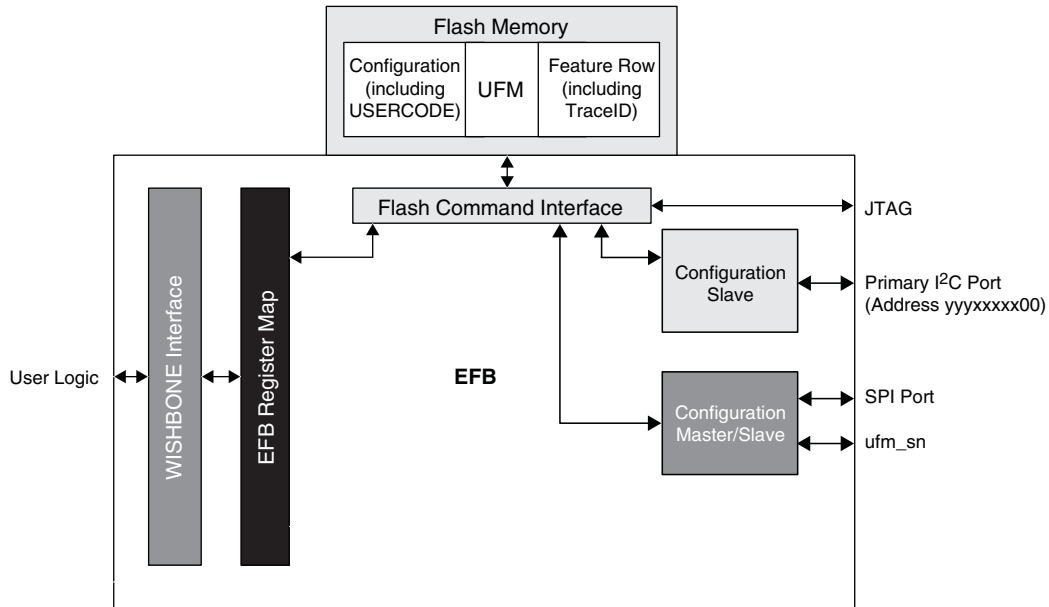 Flash Memory
Configuration
(including
USERCODE)
UFM
Feature Row
(including
TraceID)
Flash Command Interface
JTAG
Configuration
Slave
Primary I²C Port
(Address yyyxxxxx00)
User Logic
WISHBONE Interface
EFB Register Map
EFB
Configuration
Master/Slave
SPI Port
ufm_sn